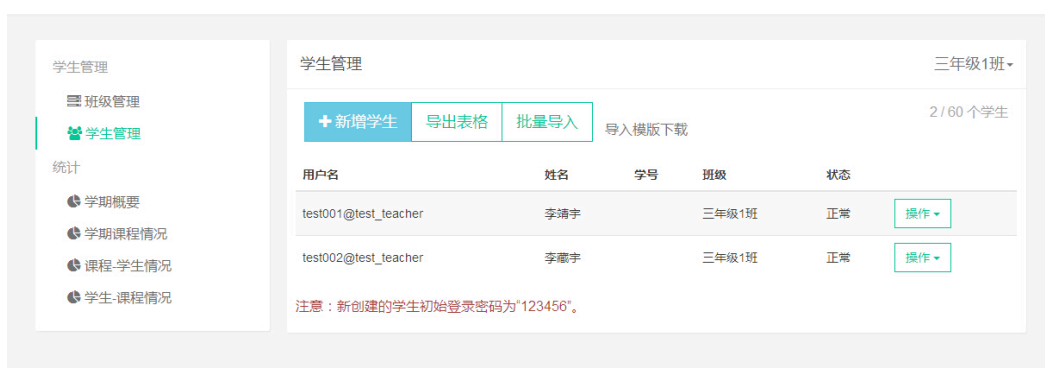 学生管理
班级管理
学生管理
统计
学期概要
学期课程情况
课程-学生情况
学生-课程情况
学生管理 三年级1班
新增学生 导出表格 批量导入 导入模版下载 2 / 60 个学生
用户名 姓名 学号 班级 状态
test001@test_teacher 李靖宇 三年级1班 正常 操作
test002@test_teacher 李藏宇 三年级1班 正常 操作
注意：新创建的学生初始登录密码为"123456"。